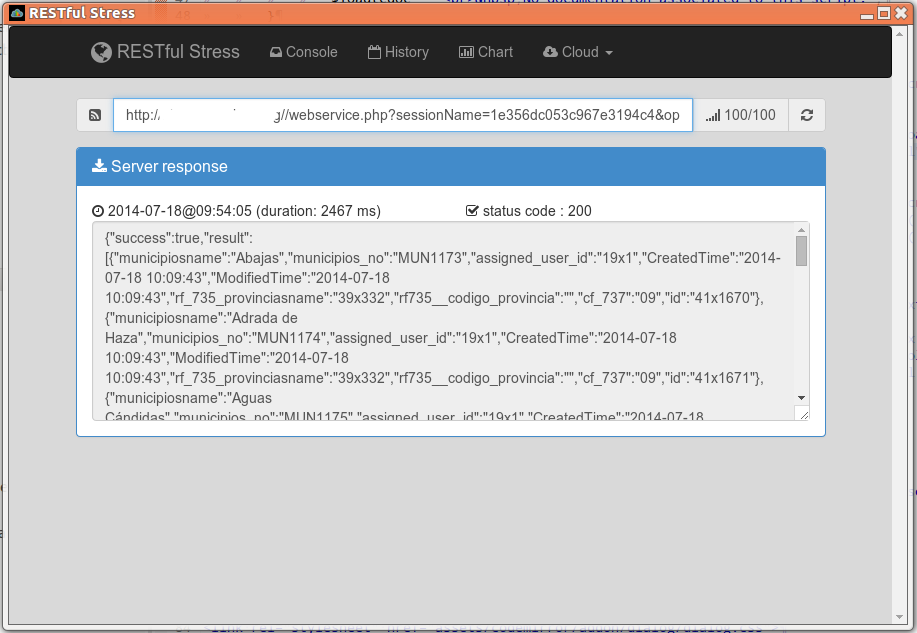 RESTful Stress
RESTful Stress Console History Chart Cloud
http:/ g//webservice.php?sessionName=1e356dc053c967e3194c4&op 100/100
Server response
2014-07-18@09:54:05 (duration: 2467 ms) status code : 200
{"success":true,"result":
[{"municipiosname":"Abajas","municipios_no":"MUN1173","assigned_user_id":"19x1","CreatedTime":"2014-
07-18 10:09:43","ModifiedTime":"2014-07-18
10:09:43","rf_735_provinciasname":"39x332","rf735__codigo_provincia":"","cf_737":"09","id":"41x1670"},
{"municipiosname":"Adrada de
Haza","municipios_no":"MUN1174","assigned_user_id":"19x1","CreatedTime":"2014-07-18
10:09:43","ModifiedTime":"2014-07-18
10:09:43","rf_735_provinciasname":"39x332","rf735__codigo_provincia":"","cf_737":"09","id":"41x1671"},
{"municipiosname":"Aguas
Cándidas","municipios_no":"MUN1175","assigned_user_id":"19x1","CreatedTime":"2014-07-18